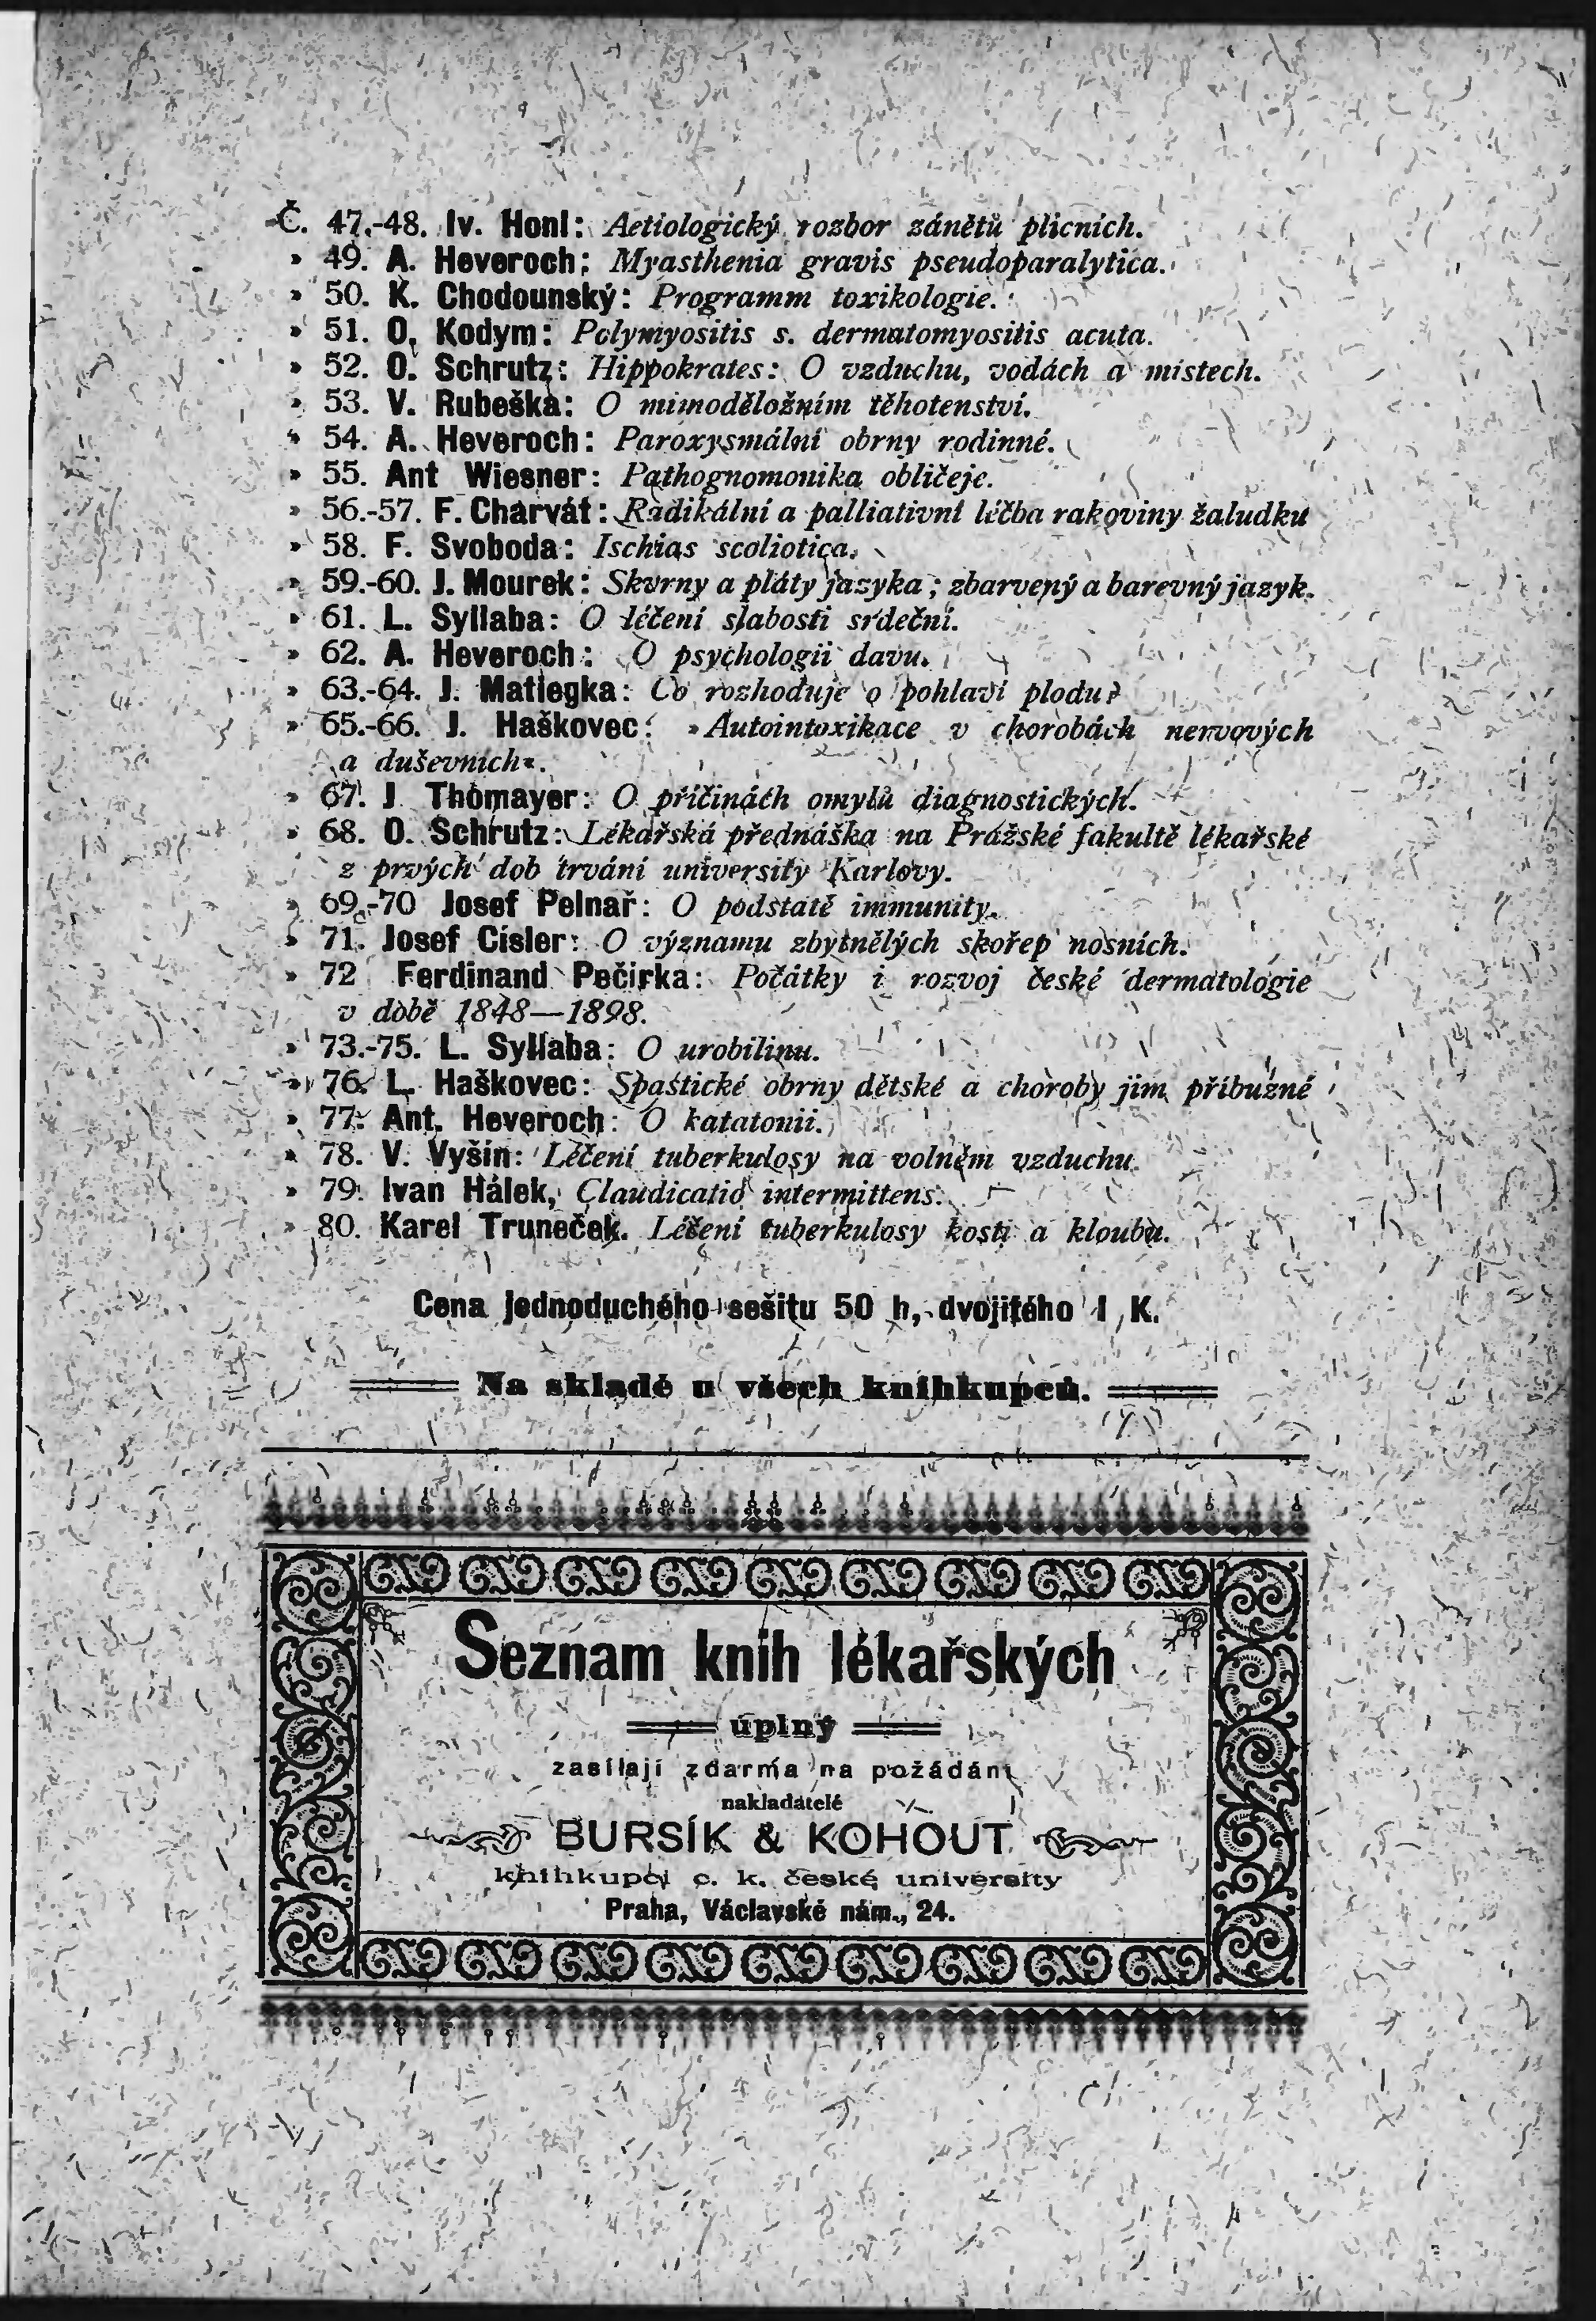 Č. 47.-48. Iv. Honl: Aetiologický rozbor zánětů plicních.
» 49. A. Heveroch: Myasthenia gravis pseudoparalytica.
» 50. K. Chodounský: Programm toxikologie.
» 51. O. Kodym: Polymyositis s. dermatomyositis acuta.
» 52. O. Schrutz: Hippokrates: O vzduchu, vodách a místech.
» 53. V. Rubeška: O mimoděložním těhotenství.
» 54. A. Heveroch: Paroxysmální obrny rodinné.
» 55. Ant Wiesner: Pathognomonika obličeje.
» 56.-57. F. Charvát: Radikální a palliativní léčba rakoviny žaludku
» 58. F. Svoboda: Ischias scoliotica.
» 59.-60. J. Mourek: Skvrny a pláty jazyka; zbarvený a barevný jazyk.
» 61. L. Syllaba: O léčení slabosti srdeční.
» 62. A. Heveroch: O psychologii davu.
» 63.-64. J. Matiegka: Co rozhoduje o pohlaví plodu?
» 65.-66. J. Haškovec: »Autointoxikace v chorobách nervových
a duševních«.
» 67. J Thomayer: O příčinách omylů diagnostických.
» 68. O. Schrutz: Lékařská přednáška na Pražské fakultě lékařské
z prvých dob trvání university Karlovy.
» 69.-70 Josef Pelnař: O podstatě immunity.
» 71. Josef Císler: O významu zbytnělých skořep nosních.
» 72 Ferdinand Pečírka: Počátky i rozvoj české dermatologie
v době 1848—1898.
» 73.-75. L. Syllaba: O urobilinu.
» 76. L. Haškovec: Spastické obrny dětské a choroby jim příbuzné
» 77. Ant. Heveroch: O katatonii.
» 78. V. Vyšín: Léčení tuberkulosy na volném vzduchu.
» 79. Ivan Hálek, Claudicatio intermittens.
» 80. Karel Truneček. Léčení tuberkulosy kostí a kloubů.
Cena jednoduchého sešitu 50 h, dvojitého 1 K.
Na skladě u všech knihkupců.
Seznam knih lékařských
úplný
zasílají zdarma na požádání
nakladatelé
BURSÍK & KOHOUT
knihkupci c. k. české university
Praha, Václavské nám., 24.